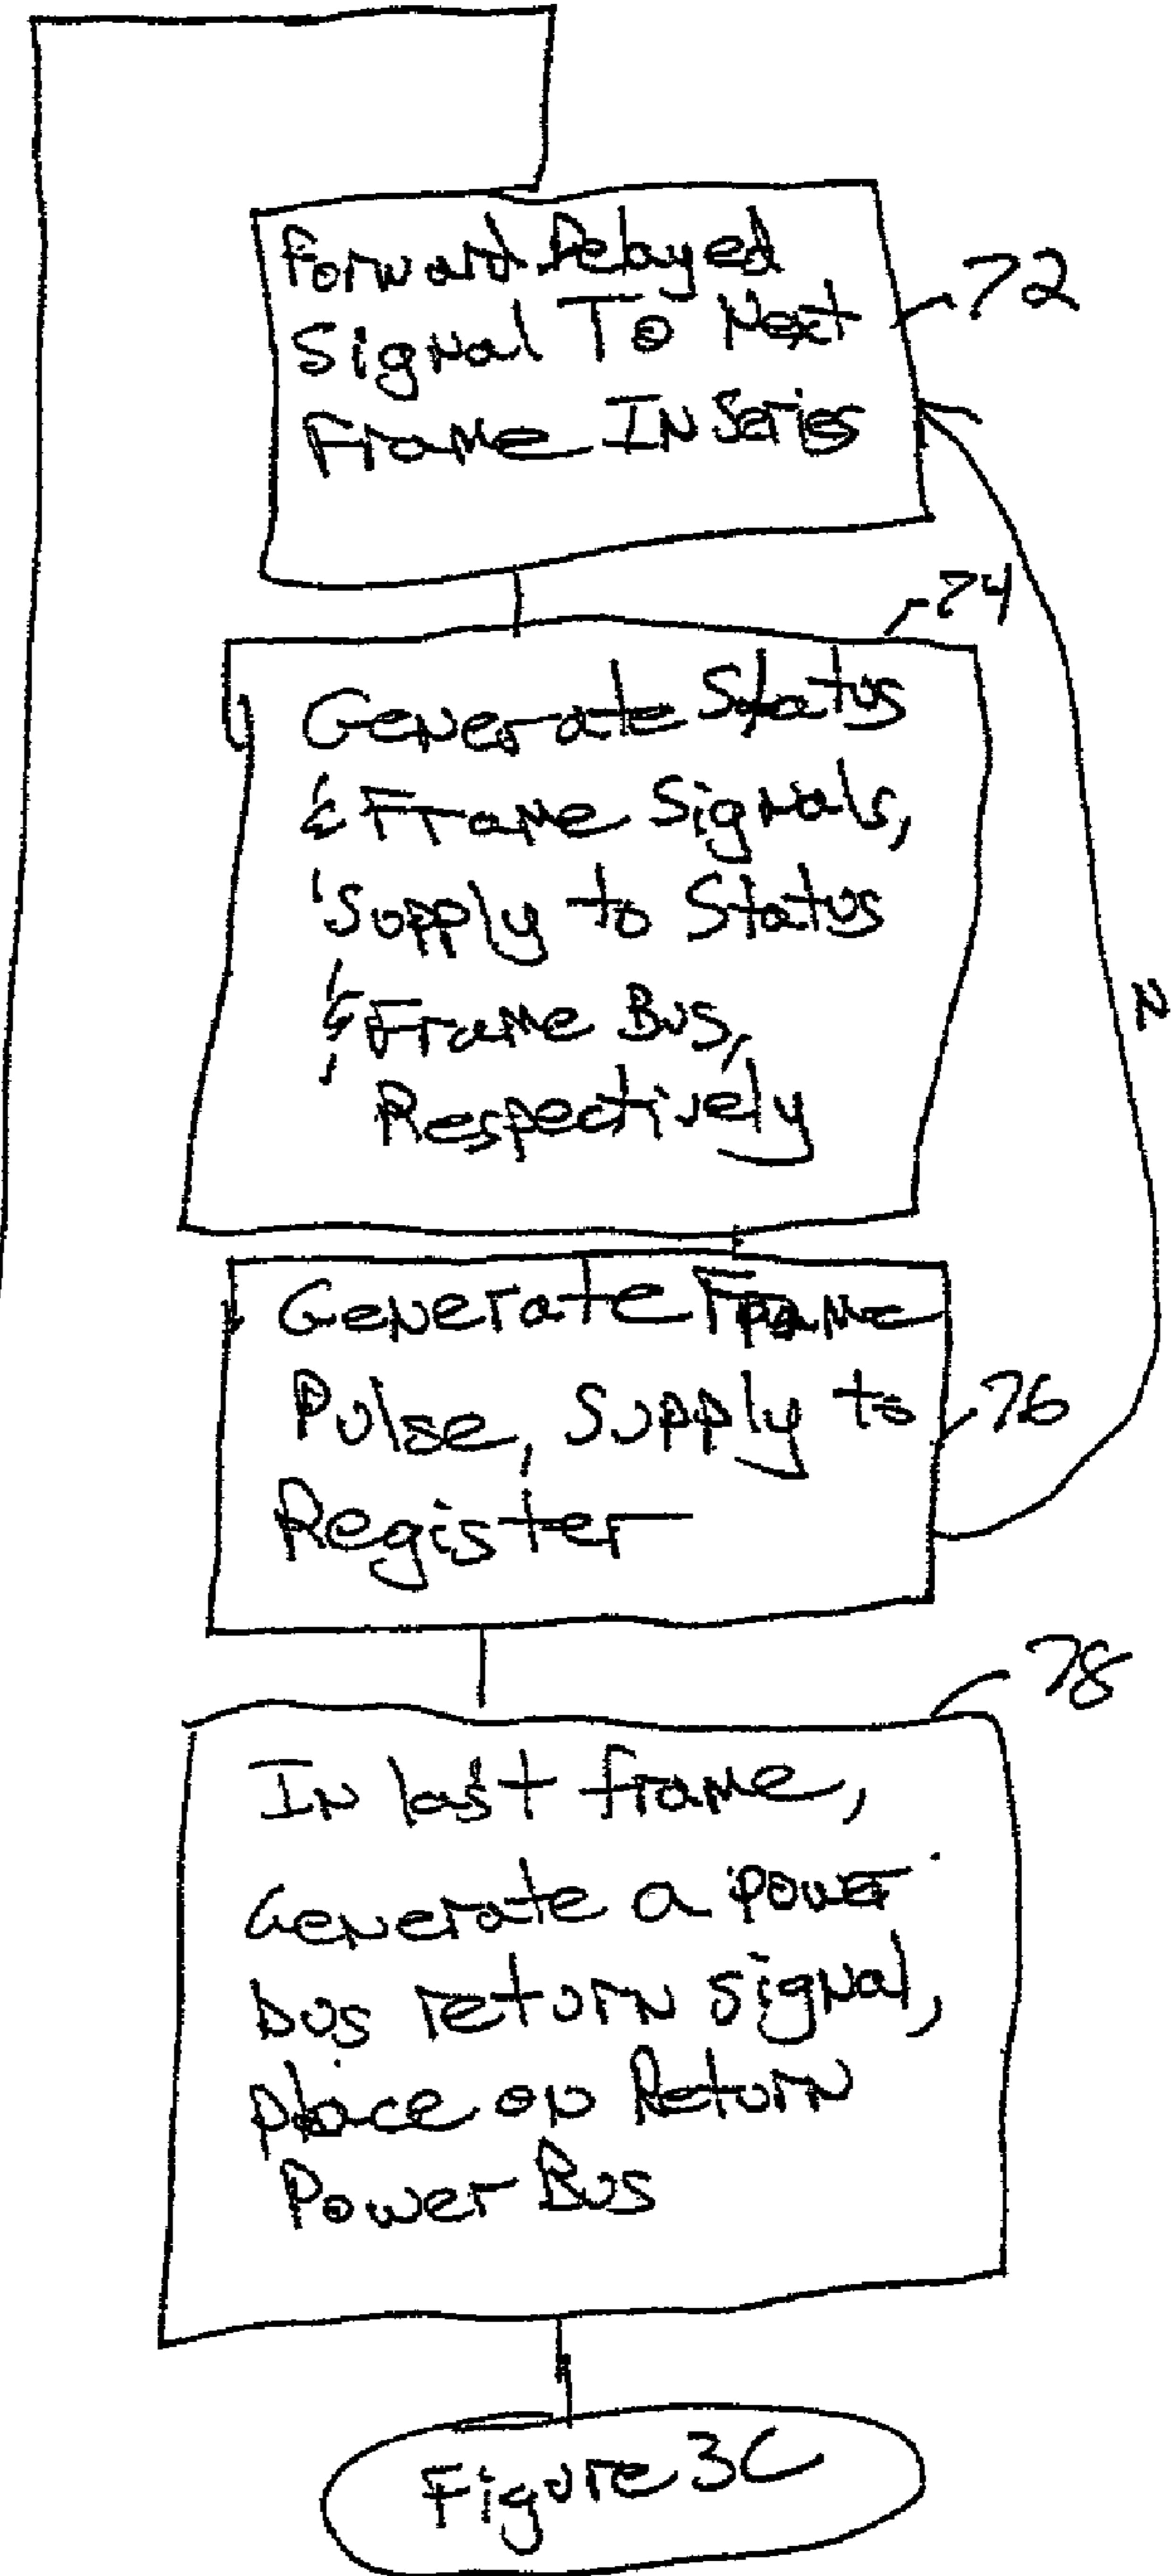 Forward Delayed
Signal To Next
Frame IN Series
72
74
Generate Status
& Frame Signals,
Supply to Status
& Frame Bus,
Respectively
N
Generate Frame
Pulse, Supply to
Register
76
78
IN last frame,
Generate a power
bus return signal,
place on Return
Power Bus
Figure 3C